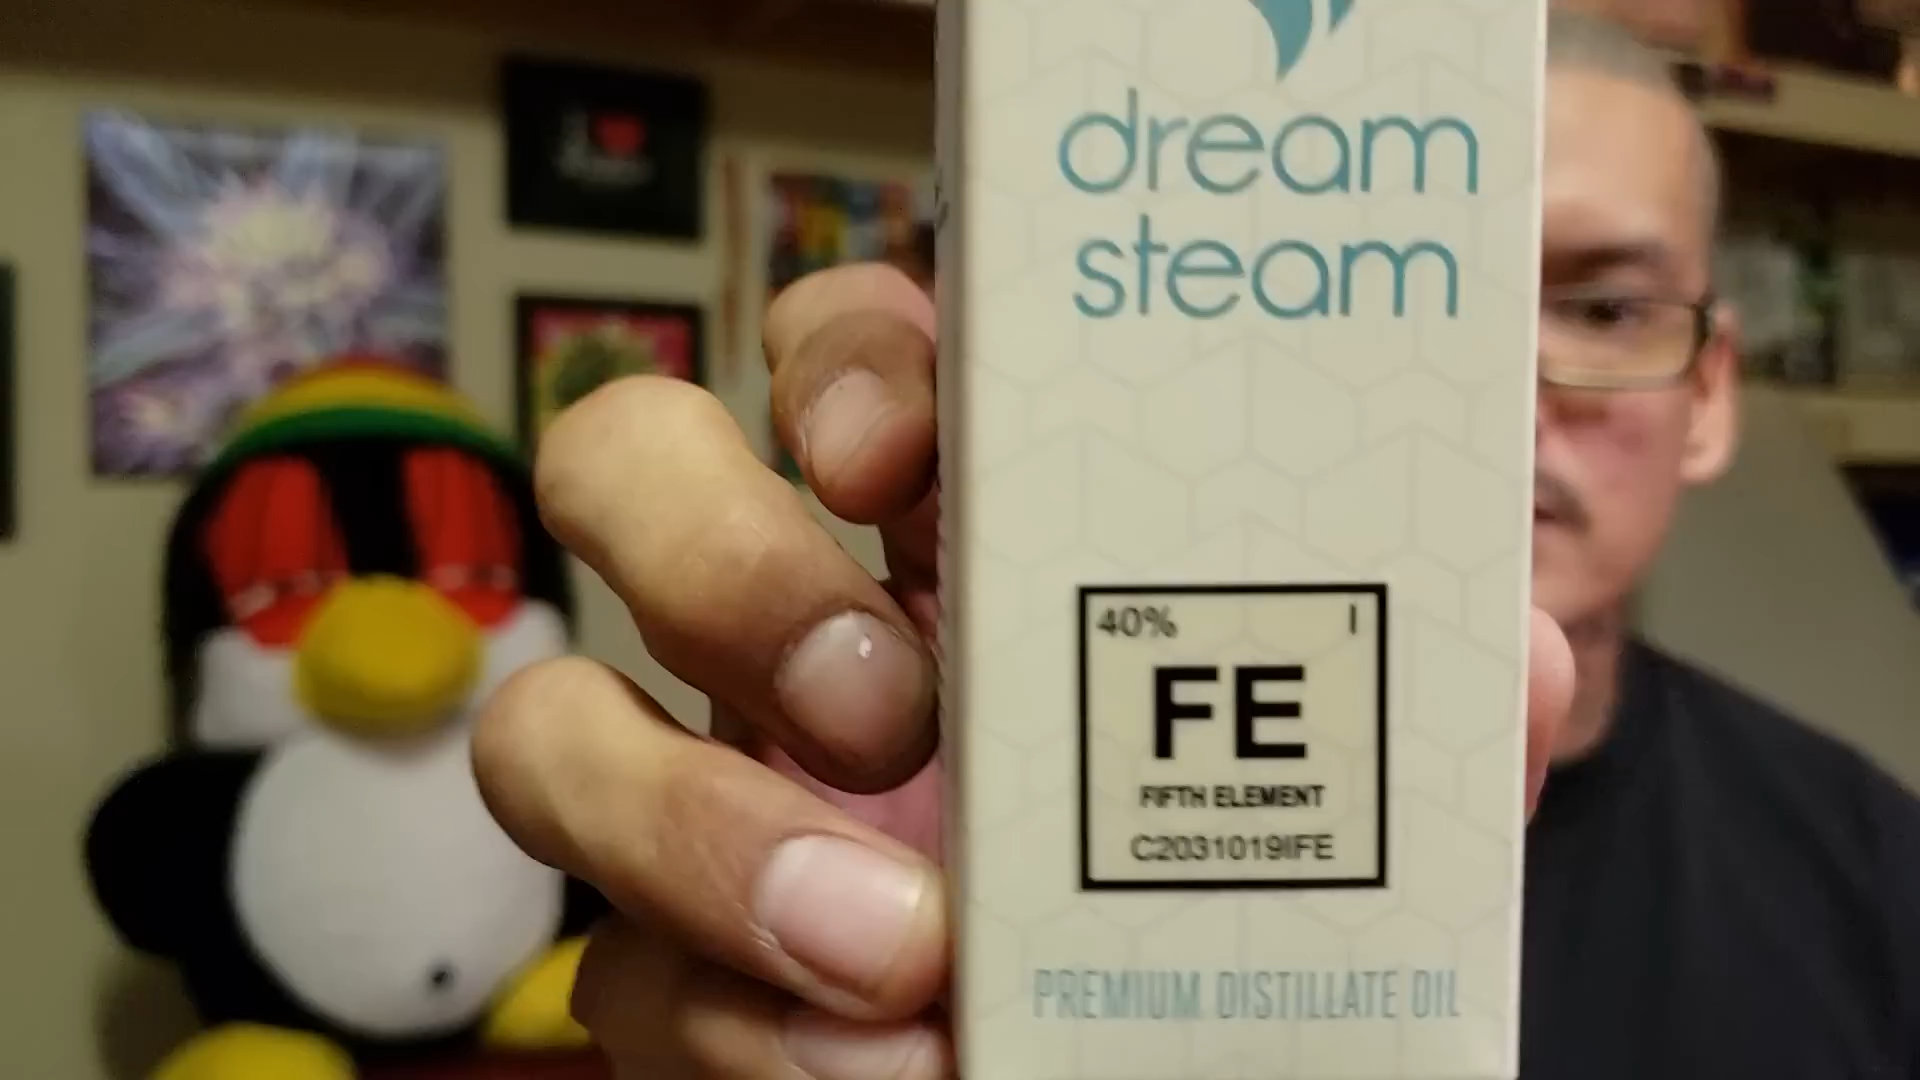 dream
steam
40% I
FE
FIFTH ELEMENT
C2031019IFE
PREMIUM DISTILLATE OIL